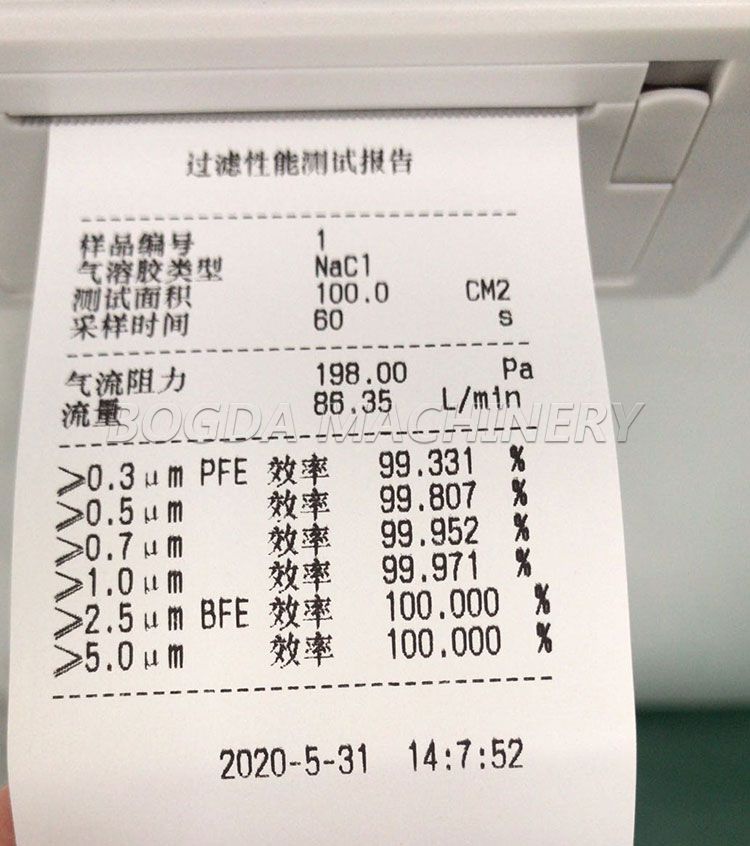 过滤性能测试报告
样品编号 1
气溶胶类型 NaCl
测试面积 100.0 CM2
采样时间 60 s
气流阻力 198.00 Pa
流量 86.35 L/min
BOGDA MACHINERY
≥0.3μm PFE 效率 99.331 %
≥0.5μm 效率 99.807 %
≥0.7μm 效率 99.952 %
≥1.0μm 效率 99.971 %
≥2.5μm BFE 效率 100.000 %
≥5.0μm 效率 100.000 %
2020-5-31 14:7:52